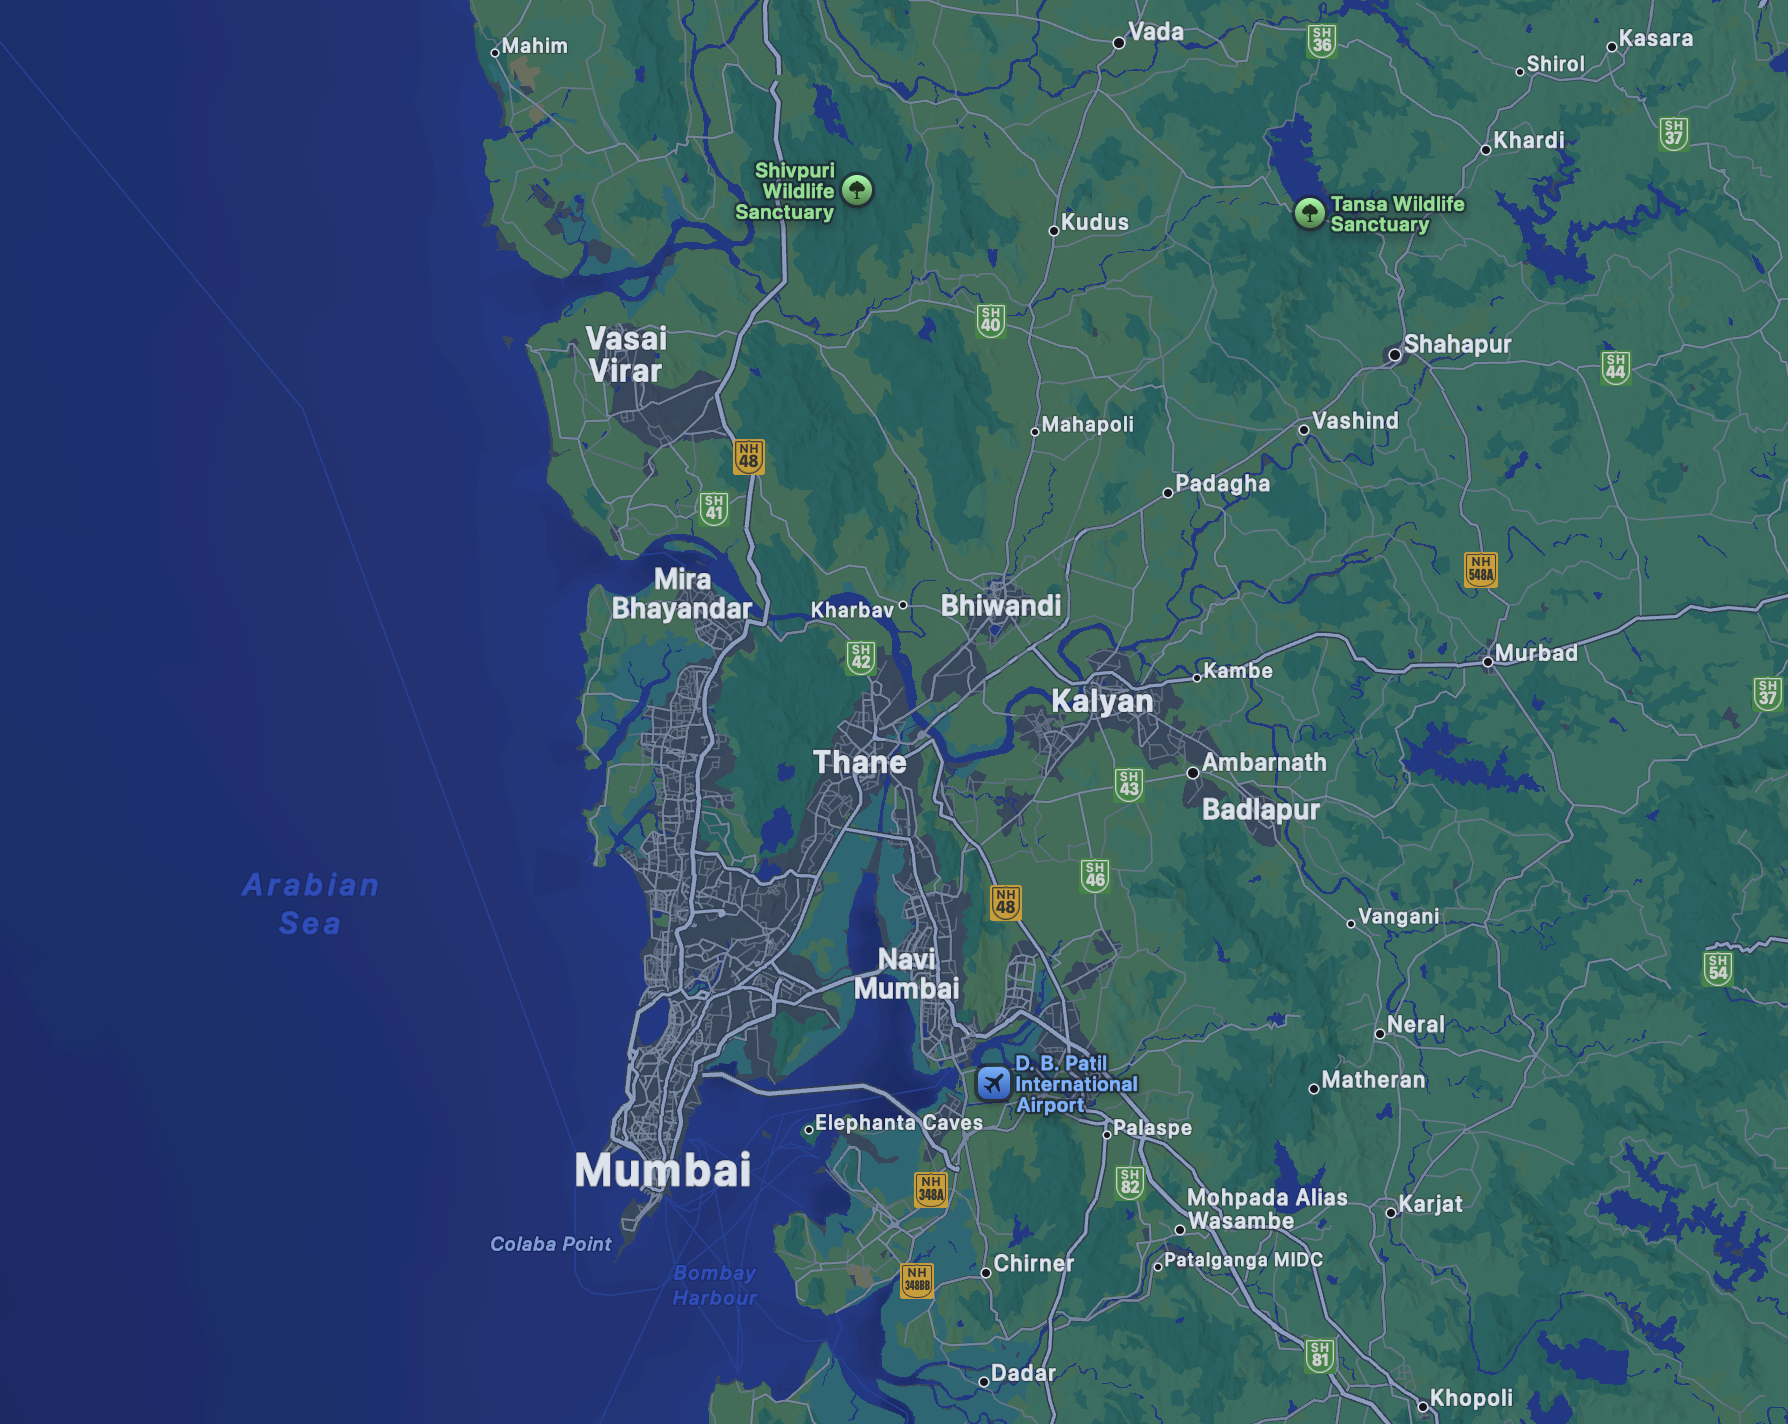 Mahim
Vada
SH
36
Kasara
Shirol
SH
37
Khardi
Shivpuri
Wildlife
Sanctuary
Tansa Wildlife
Sanctuary
Kudus
SH
40
Vasai
Virar
Shahapur
SH
44
Mahapoli
Vashind
NH
48
Padagha
SH
41
NH
548A
Mira
Bhayandar
Kharbav
Bhiwandi
SH
42
Kambe
Murbad
SH
37
Kalyan
Thane
Ambarnath
SH
43
Badlapur
SH
46
Arabian
Sea
NH
48
Vangani
Navi
Mumbai
SH
54
Neral
D. B. Patil
International
Airport
Matheran
Elephanta Caves
Palaspe
Mumbai
NH
348A
SH
82
Mohpada Alias
Wasambe
Karjat
Colaba Point
Patalganga MIDC
Chirner
Bombay
Harbour
NH
348BB
SH
81
Dadar
Khopoli